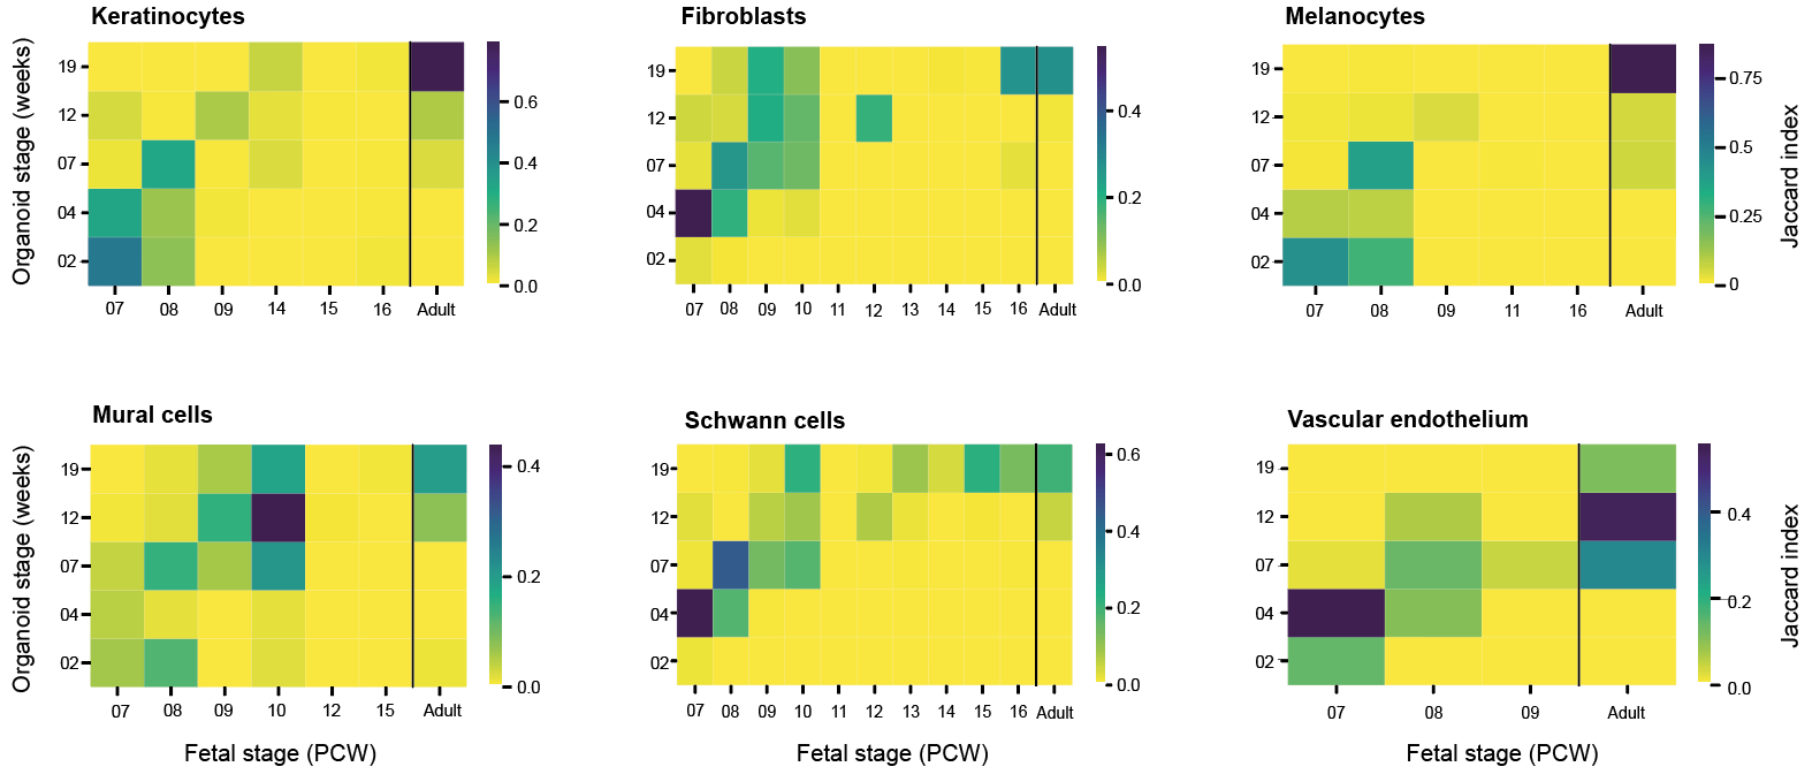 Keratinocytes
Organoid stage (weeks)
19
12
07
04
02
07 08 09 14 15 16 Adult
0.6
0.4
0.2
0.0
Fibroblasts
19
12
07
04
02
07 08 09 10 11 12 13 14 15 16 Adult
0.4
0.2
0.0
Melanocytes
19
12
07
04
02
07 08 09 11 16 Adult
0.75
0.5
0.25
0
Jaccard index
Mural cells
Organoid stage (weeks)
19
12
07
04
02
07 08 09 10 12 15 Adult
Fetal stage (PCW)
0.4
0.2
0.0
Schwann cells
19
12
07
04
02
07 08 09 10 11 12 13 14 15 16 Adult
Fetal stage (PCW)
0.6
0.4
0.2
0.0
Vascular endothelium
19
12
07
04
02
07 08 09 Adult
Fetal stage (PCW)
0.4
0.2
0.0
Jaccard index